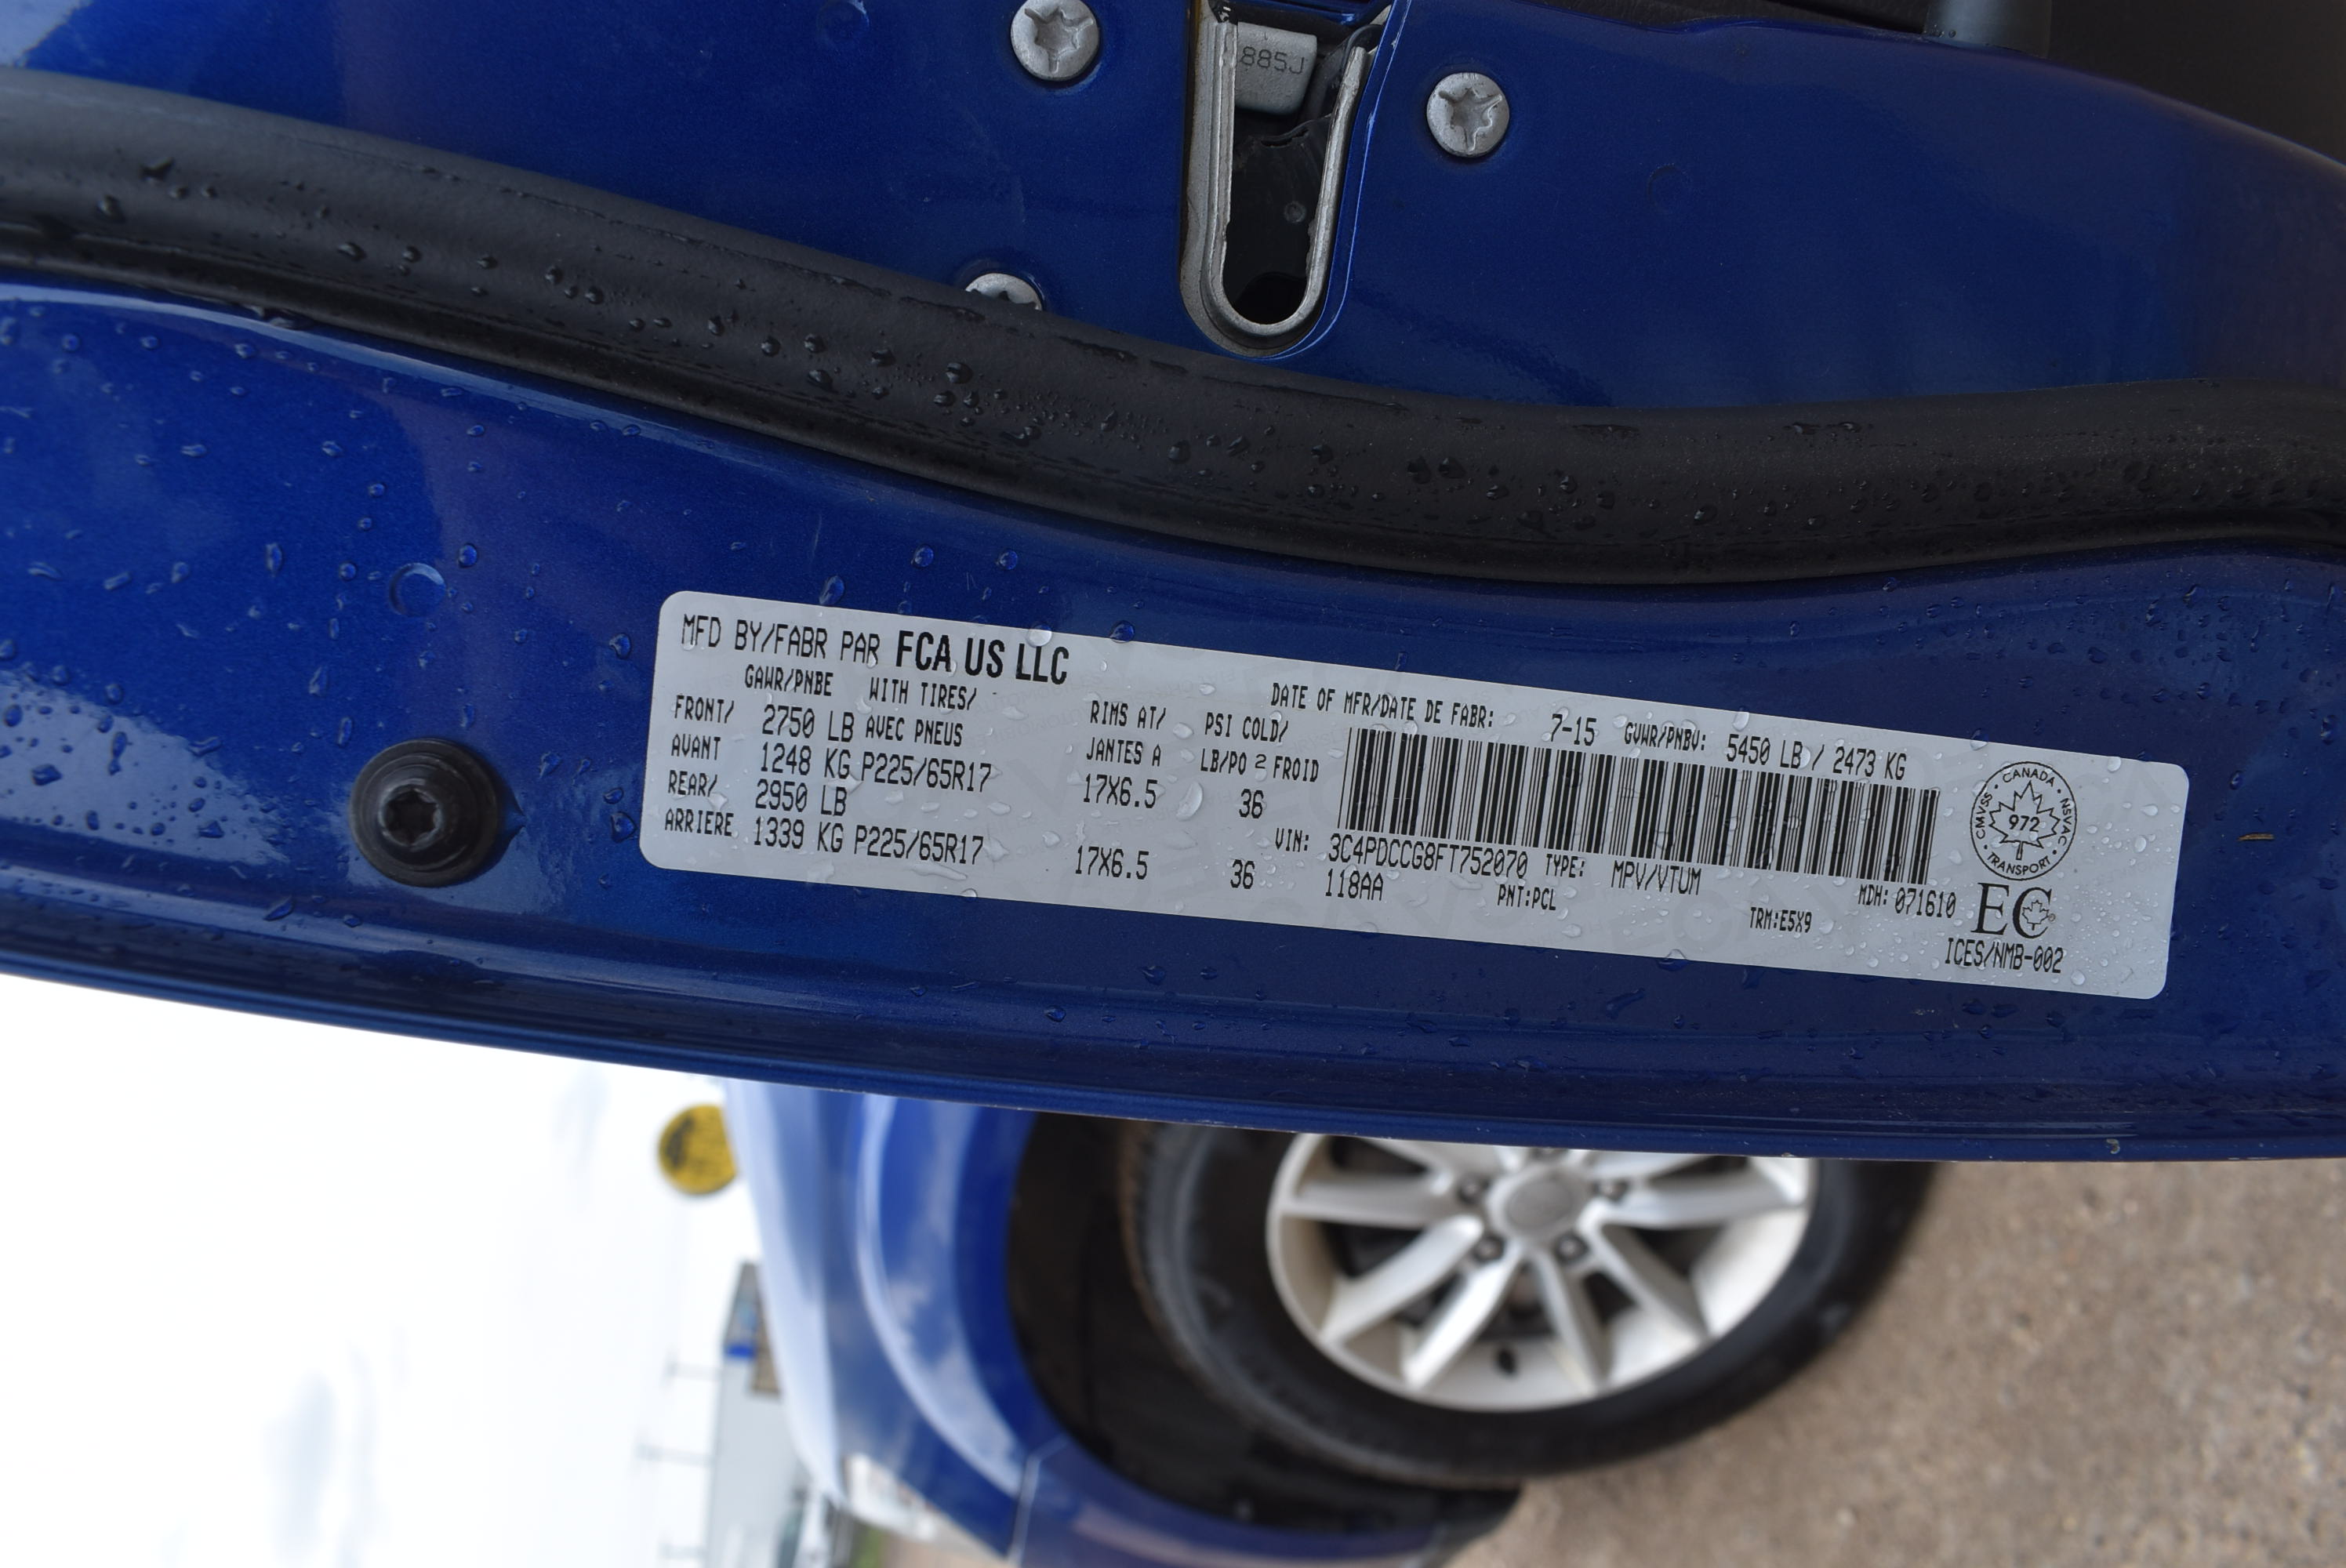 885J
MFD BY/FABR PAR FCA US LLC
GAWR/PNBE WITH TIRES/ RIMS AT/ PSI COLD/ DATE OF MFR/DATE DE FABR: 7-15 GVWR/PNBV: 5450 LB / 2473 KG
FRONT/ 2750 LB AVEC PNEUS JANTES A LB/PO 2 FROID
AVANT 1248 KG P225/65R17 17X6.5 36
REAR/ 2950 LB
ARRIERE 1339 KG P225/65R17 17X6.5 36
VIN: 3C4PDCCG8FT752070 TYPE: MPV/VTUM MDH: 071610
118AA PNT:PCL TRM:E5X9
CANADA
CMVSS NSVAC
972
TRANSPORT
EC
ICES/NMB-002